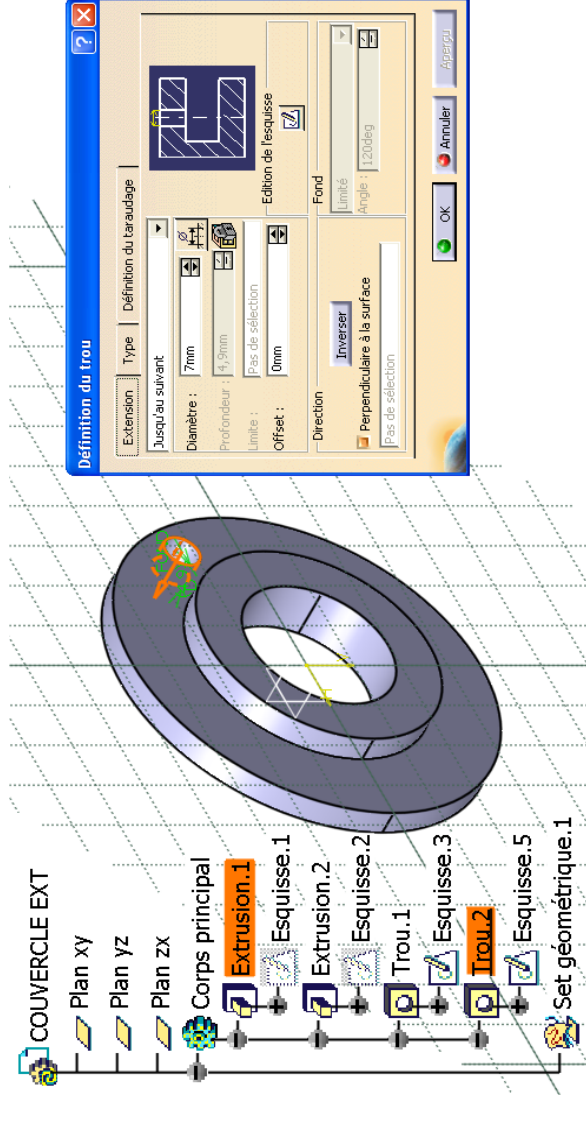 COUVERCLE EXT
Plan xy
Plan yz
Plan zx
Corps principal
Extrusion.1
Esquisse.1
Extrusion.2
Esquisse.2
Trou.1
Esquisse.3
Trou.2
Esquisse.5
Set géométrique.1
Définition du trou
Extension
Type
Définition du taraudage
Jusqu'au suivant
Diamètre :
7mm
Profondeur :
4,9mm
Limite :
Pas de sélection
Offset :
0mm
Edition de l'esquisse
Direction
Inverser
Perpendiculaire à la surface
Pas de sélection
Fond
Limité
Angle :
120deg
OK
Annuler
Aperçu